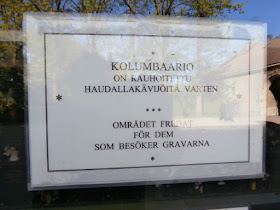 *
KOLUMBAARIO
ON RAUHOITETTU
HAUDALLAKÄVIJÖITÄ VARTEN
* *
***
OMRÅDET FREDAT
FÖR DEM
SOM BESÖKER GRAVARNA
*